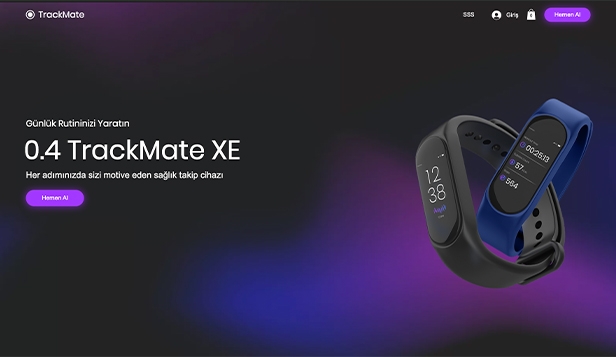 TrackMate
SSS
Giriş
Hemen Al
Günlük Rutininizi Yaratın
0.4 TrackMate XE
Her adımınızda sizi motive eden sağlık takip cihazı
Hemen Al
12
38
00:25:13
57
564